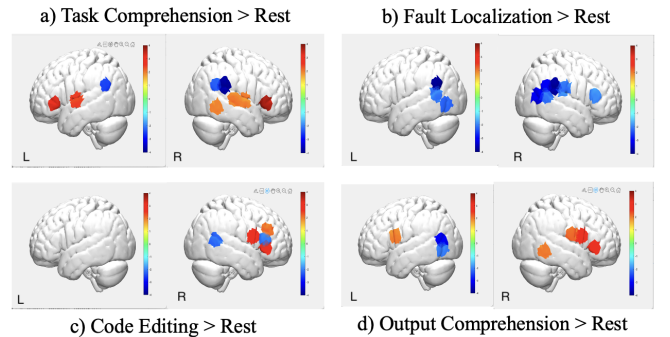 a) Task Comprehension > Rest
b) Fault Localization > Rest
L
R
L
R
L
R
L
R
c) Code Editing > Rest
d) Output Comprehension > Rest